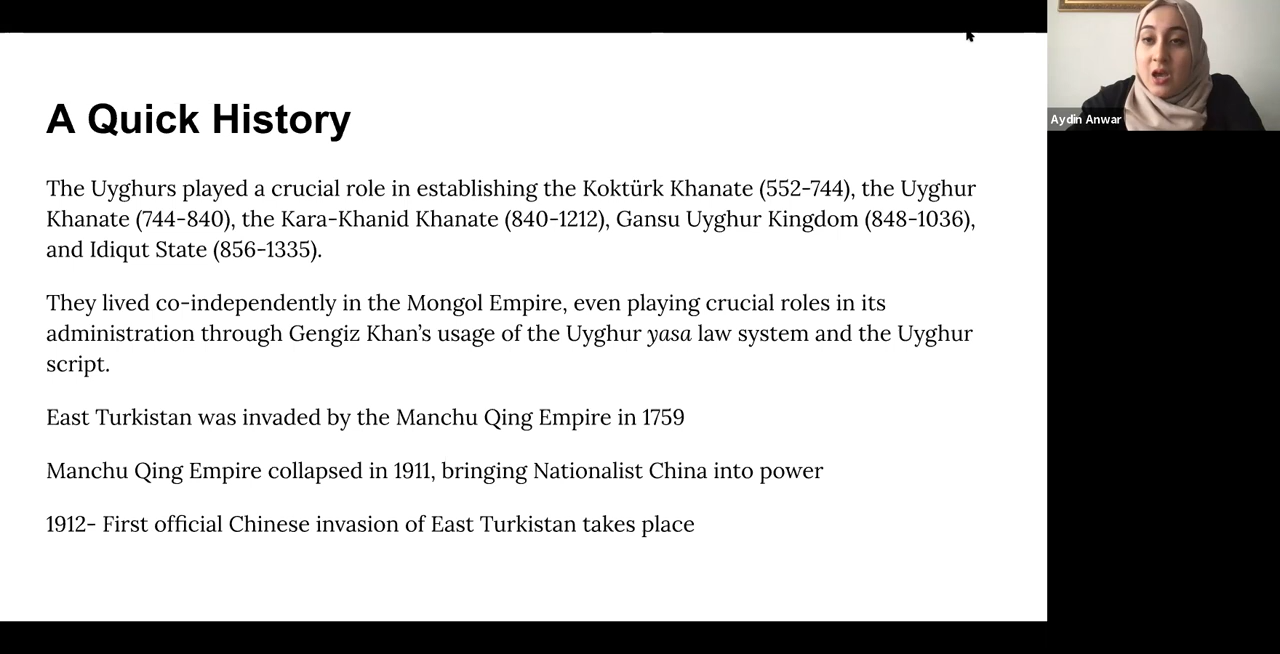 A Quick History
The Uyghurs played a crucial role in establishing the Koktürk Khanate (552-744), the Uyghur
Khanate (744-840), the Kara-Khanid Khanate (840-1212), Gansu Uyghur Kingdom (848-1036),
and Idiqut State (856-1335).
They lived co-independently in the Mongol Empire, even playing crucial roles in its
administration through Gengiz Khan's usage of the Uyghur yasa law system and the Uyghur
script.
East Turkistan was invaded by the Manchu Qing Empire in 1759
Manchu Qing Empire collapsed in 1911, bringing Nationalist China into power
1912- First official Chinese invasion of East Turkistan takes place
Aydin Anwar